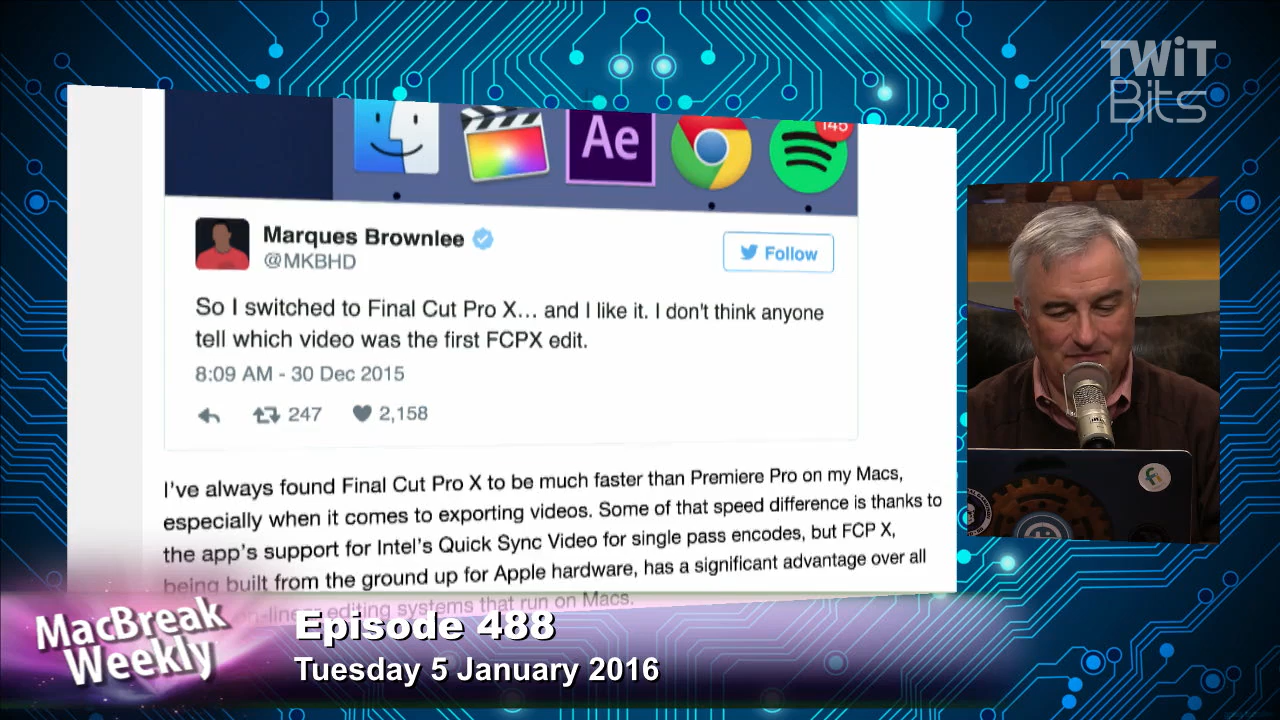 TWiT
Bits
Ae
145
Marques Brownlee
@MKBHD
Follow
So I switched to Final Cut Pro X... and I like it. I don't think anyone
tell which video was the first FCPX edit.
8:09 AM - 30 Dec 2015
247 2,158
I've always found Final Cut Pro X to be much faster than Premiere Pro on my Macs,
especially when it comes to exporting videos. Some of that speed difference is thanks to
the app's support for Intel's Quick Sync Video for single pass encodes, but FCP X,
being built from the ground up for Apple hardware, has a significant advantage over all
editing systems that run on Macs.
MacBreak
Weekly
Episode 488
Tuesday 5 January 2016